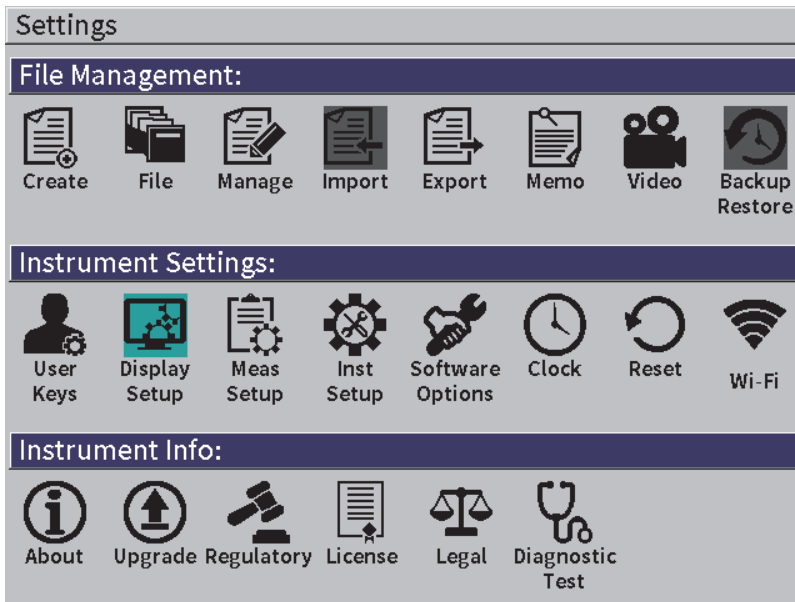 Settings
File Management:
Create File Manage Import Export Memo Video Backup
Restore
Instrument Settings:
User Display Meas Inst Software Clock Reset Wi-Fi
Keys Setup Setup Setup Options
Instrument Info:
About Upgrade Regulatory License Legal Diagnostic
Test